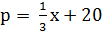 p = 1/3x + 20